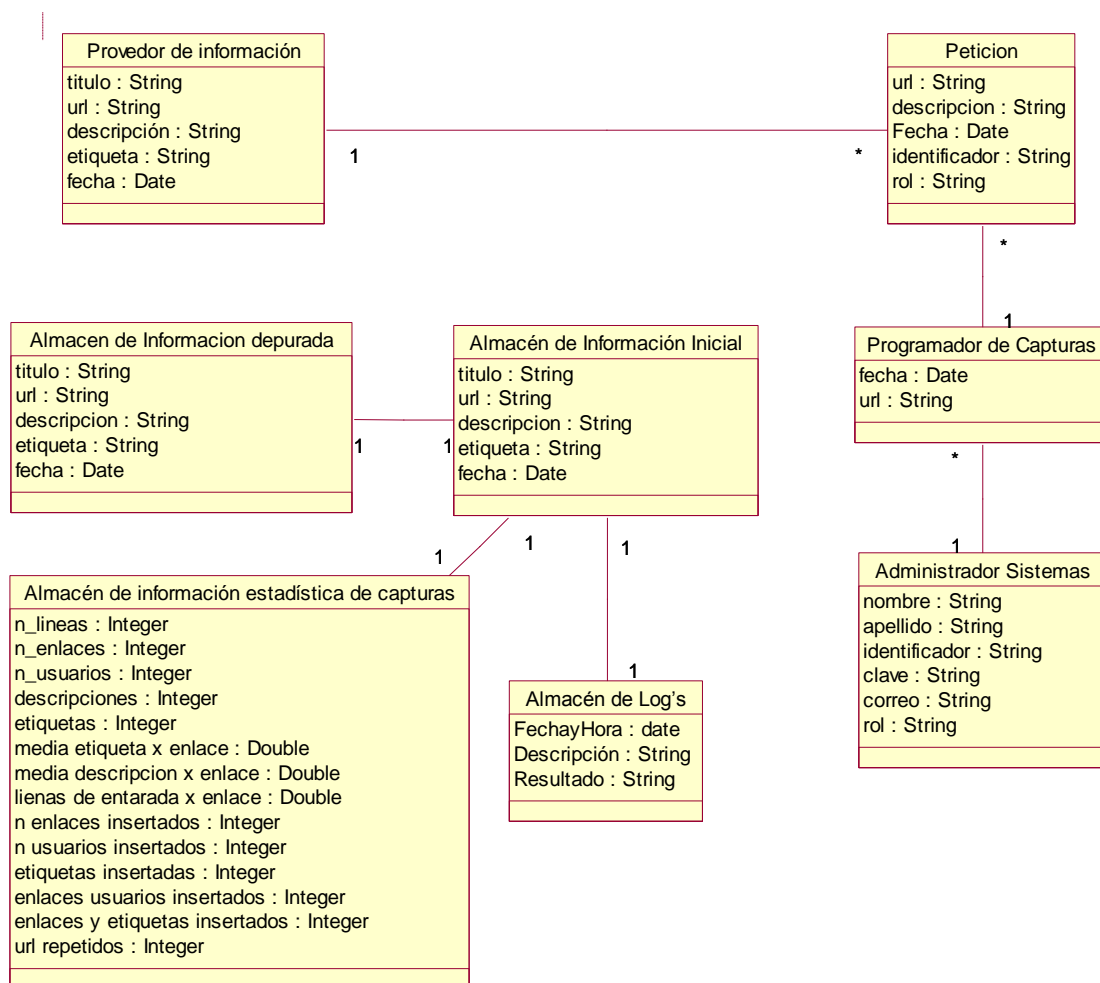 Provedor de información
titulo : String
url : String
descripción : String
etiqueta : String
fecha : Date
1
*
Peticion
url : String
descripcion : String
Fecha : Date
identificador : String
rol : String
*
1
Programador de Capturas
fecha : Date
url : String
*
1
Administrador Sistemas
nombre : String
apellido : String
identificador : String
clave : String
correo : String
rol : String
Almacen de Informacion depurada
titulo : String
url : String
descripcion : String
etiqueta : String
fecha : Date
1
1
Almacén de Información Inicial
titulo : String
url : String
descripcion : String
etiqueta : String
fecha : Date
1
1
1
1
Almacén de información estadística de capturas
n_lineas : Integer
n_enlaces : Integer
n_usuarios : Integer
descripciones : Integer
etiquetas : Integer
media etiqueta x enlace : Double
media descripcion x enlace : Double
lienas de entarada x enlace : Double
n enlaces insertados : Integer
n usuarios insertados : Integer
etiquetas insertadas : Integer
enlaces usuarios insertados : Integer
enlaces y etiquetas insertados : Integer
url repetidos : Integer
Almacén de Log's
FechayHora : date
Descripción : String
Resultado : String